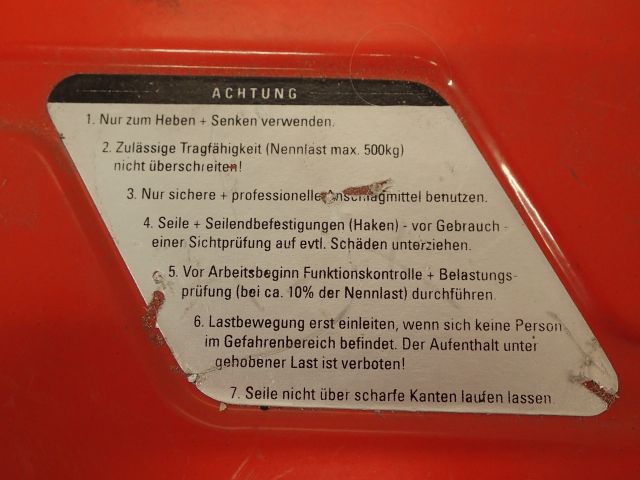 ACHTUNG
1. Nur zum Heben + Senken verwenden.
2. Zulässige Tragfähigkeit (Nennlast max. 500kg)
nicht überschreiten!
3. Nur sichere + professionelle Anschlagmittel benutzen.
4. Seile + Seilendbefestigungen (Haken) - vor Gebrauch -
einer Sichtprüfung auf evtl. Schäden unterziehen.
5. Vor Arbeitsbeginn Funktionskontrolle + Belastungs-
prüfung (bei ca. 10% der Nennlast) durchführen.
6. Lastbewegung erst einleiten, wenn sich keine Person
im Gefahrenbereich befindet. Der Aufenthalt unter
gehobener Last ist verboten!
7. Seile nicht über scharfe Kanten laufen lassen.